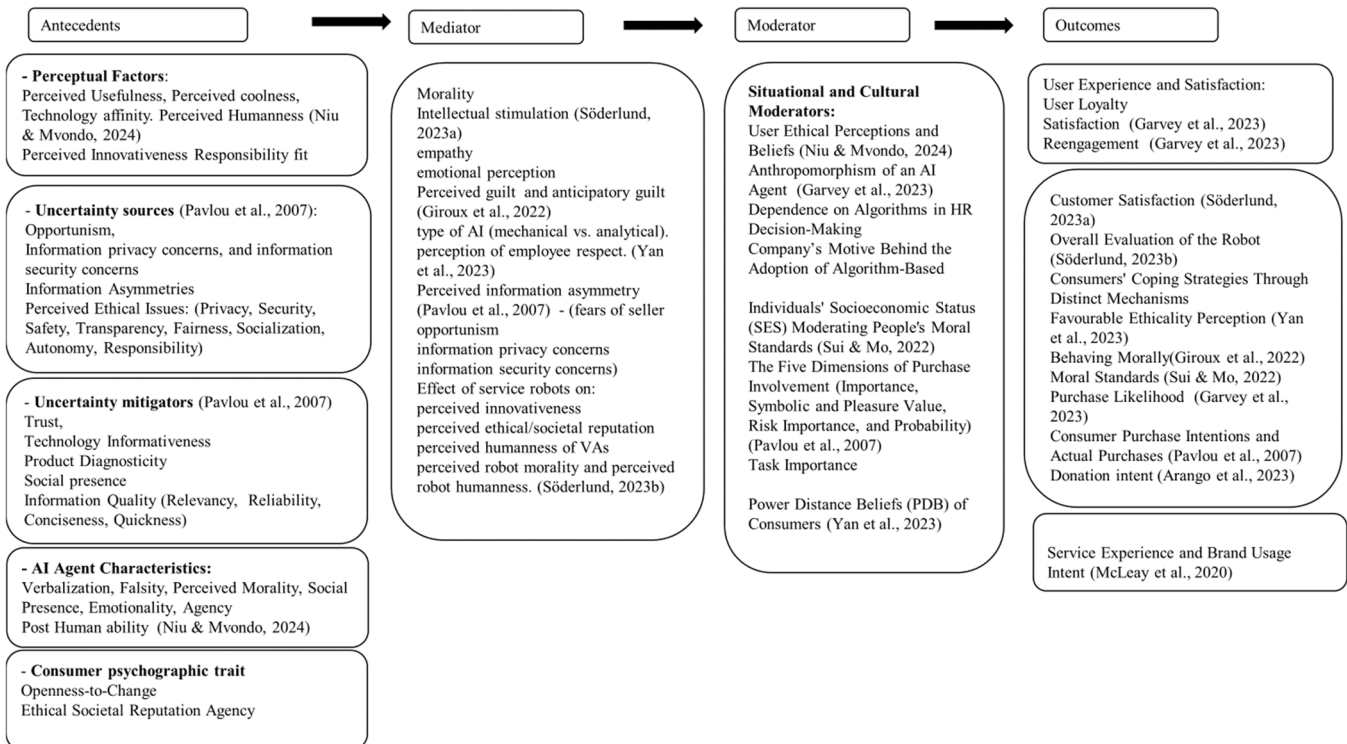 Antecedents
Mediator
Moderator
Outcomes
- Perceptual Factors:
Perceived Usefulness, Perceived coolness,
Technology affinity. Perceived Humanness (Niu
& Mvondo, 2024)
Perceived Innovativeness Responsibility fit
- Uncertainty sources (Pavlou et al., 2007):
Opportunism,
Information privacy concerns, and information
security concerns
Information Asymmetries
Perceived Ethical Issues: (Privacy, Security,
Safety, Transparency, Fairness, Socialization,
Autonomy, Responsibility)
- Uncertainty mitigators (Pavlou et al., 2007)
Trust,
Technology Informativeness
Product Diagnosticity
Social presence
Information Quality (Relevancy, Reliability,
Conciseness, Quickness)
- AI Agent Characteristics:
Verbalization, Falsity, Perceived Morality, Social
Presence, Emotionality, Agency
Post Human ability (Niu & Mvondo, 2024)
- Consumer psychographic trait
Openness-to-Change
Ethical Societal Reputation Agency
Morality
Intellectual stimulation (Söderlund,
2023a)
empathy
emotional perception
Perceived guilt and anticipatory guilt
(Giroux et al., 2022)
type of AI (mechanical vs. analytical).
perception of employee respect. (Yan
et al., 2023)
Perceived information asymmetry
(Pavlou et al., 2007) - (fears of seller
opportunism
information privacy concerns
information security concerns)
Effect of service robots on:
perceived innovativeness
perceived ethical/societal reputation
perceived humanness of VAs
perceived robot morality and perceived
robot humanness. (Söderlund, 2023b)
Situational and Cultural
Moderators:
User Ethical Perceptions and
Beliefs (Niu & Mvondo, 2024)
Anthropomorphism of an AI
Agent (Garvey et al., 2023)
Dependence on Algorithms in HR
Decision-Making
Company's Motive Behind the
Adoption of Algorithm-Based
Individuals' Socioeconomic Status
(SES) Moderating People's Moral
Standards (Sui & Mo, 2022)
The Five Dimensions of Purchase
Involvement (Importance,
Symbolic and Pleasure Value,
Risk Importance, and Probability)
(Pavlou et al., 2007)
Task Importance
Power Distance Beliefs (PDB) of
Consumers (Yan et al., 2023)
User Experience and Satisfaction:
User Loyalty
Satisfaction (Garvey et al., 2023)
Reengagement (Garvey et al., 2023)
Customer Satisfaction (Söderlund,
2023a)
Overall Evaluation of the Robot
(Söderlund, 2023b)
Consumers' Coping Strategies Through
Distinct Mechanisms
Favourable Ethicality Perception (Yan
et al., 2023)
Behaving Morally(Giroux et al., 2022)
Moral Standards (Sui & Mo, 2022)
Purchase Likelihood (Garvey et al.,
2023)
Consumer Purchase Intentions and
Actual Purchases (Pavlou et al., 2007)
Donation intent (Arango et al., 2023)
Service Experience and Brand Usage
Intent (McLeay et al., 2020)